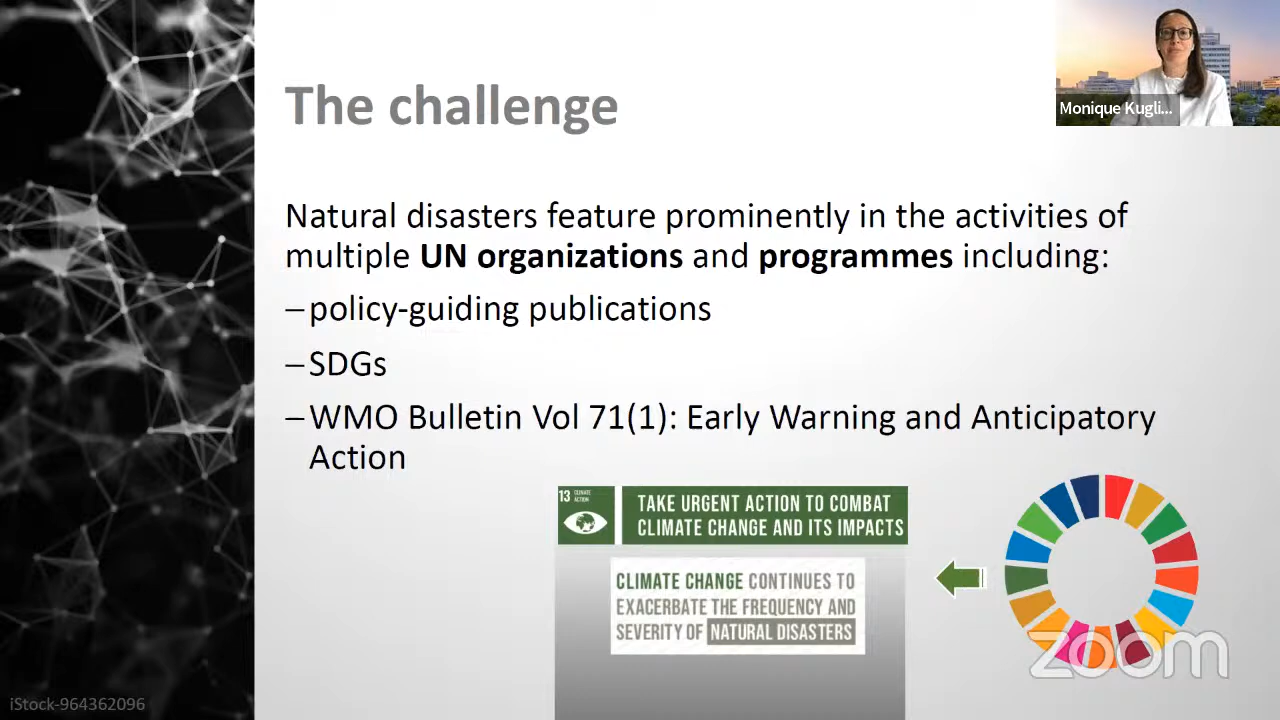 The challenge
Monique Kugli...
Natural disasters feature prominently in the activities of
multiple UN organizations and programmes including:
–policy-guiding publications
–SDGs
–WMO Bulletin Vol 71(1): Early Warning and Anticipatory
Action
13 CLIMATE
ACTION
TAKE URGENT ACTION TO COMBAT
CLIMATE CHANGE AND ITS IMPACTS
CLIMATE CHANGE CONTINUES TO
EXACERBATE THE FREQUENCY AND
SEVERITY OF NATURAL DISASTERS
zoom
iStock-964362096